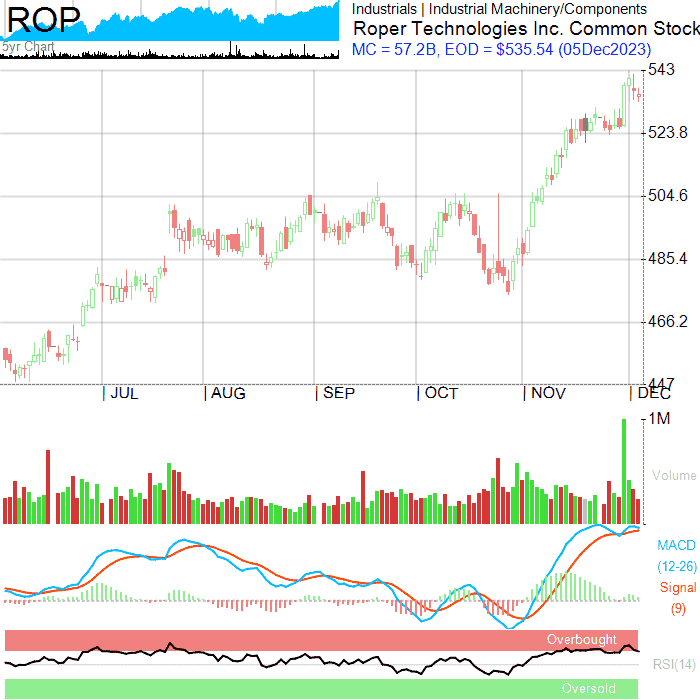 ROP
5yr Chart
Industrials | Industrial Machinery/Components
Roper Technologies Inc. Common Stock
MC = 57.2B, EOD = $535.54 (05Dec2023)
543
523.8
504.6
485.4
466.2
447
| JUL | AUG | SEP | OCT | NOV | DEC
1M
Volume
MACD
(12-26)
Signal
(9)
Overbought
RSI(14)
Oversold